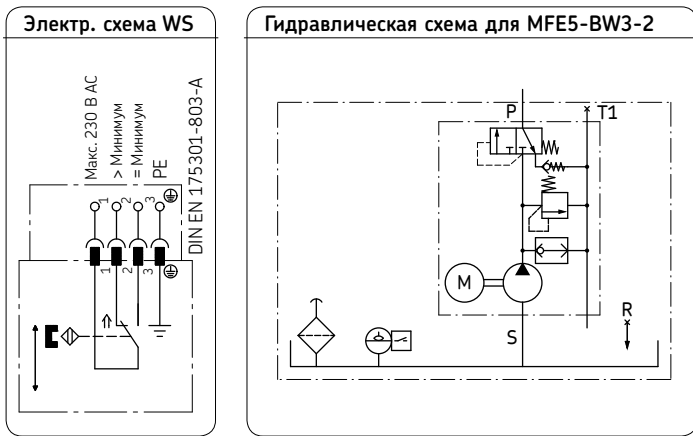 Электр. схема WS
Макс. 230 В AC
> Минимум
= Минимум
PE
DIN EN 175301-803-A
1
2
3
1
2
3
Гидравлическая схема для MFE5-BW3-2
P
T1
M
S
R